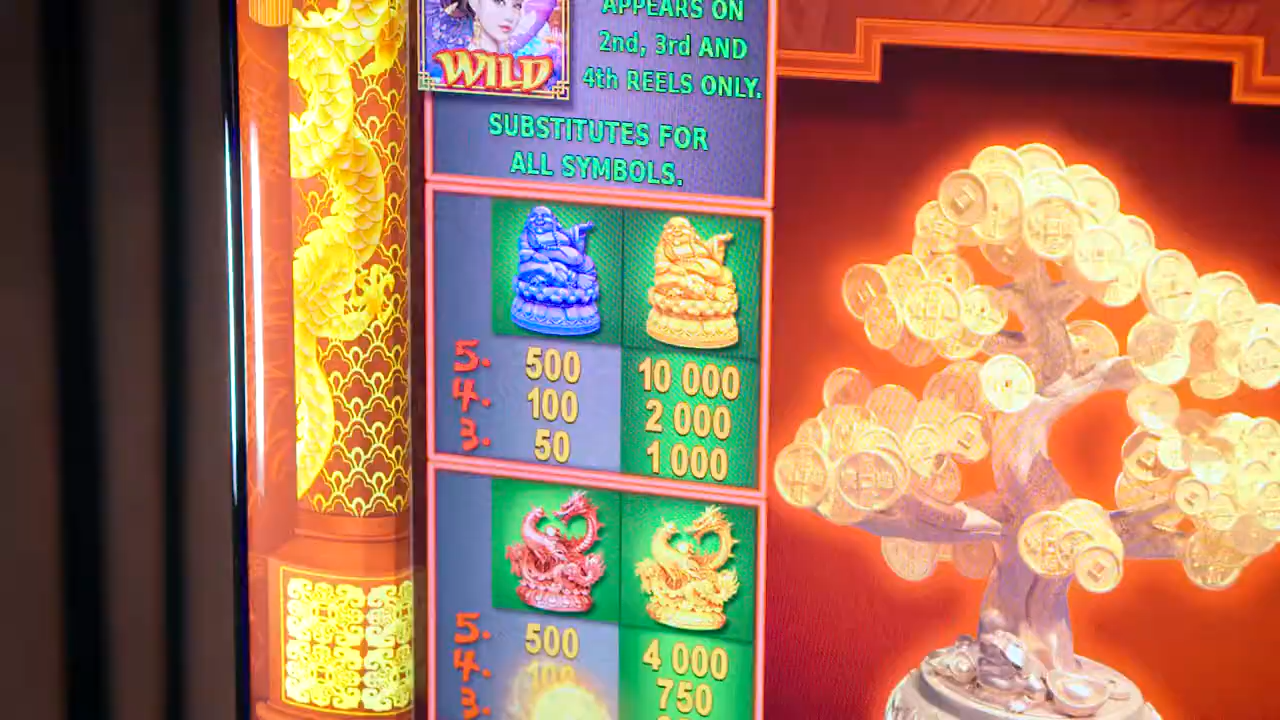 WILD
APPEARS ON
2nd, 3rd AND
4th REELS ONLY.
SUBSTITUTES FOR
ALL SYMBOLS.
5. 500 10 000
4. 100 2 000
3. 50 1 000
5. 500 4 000
4. 100 750
3.